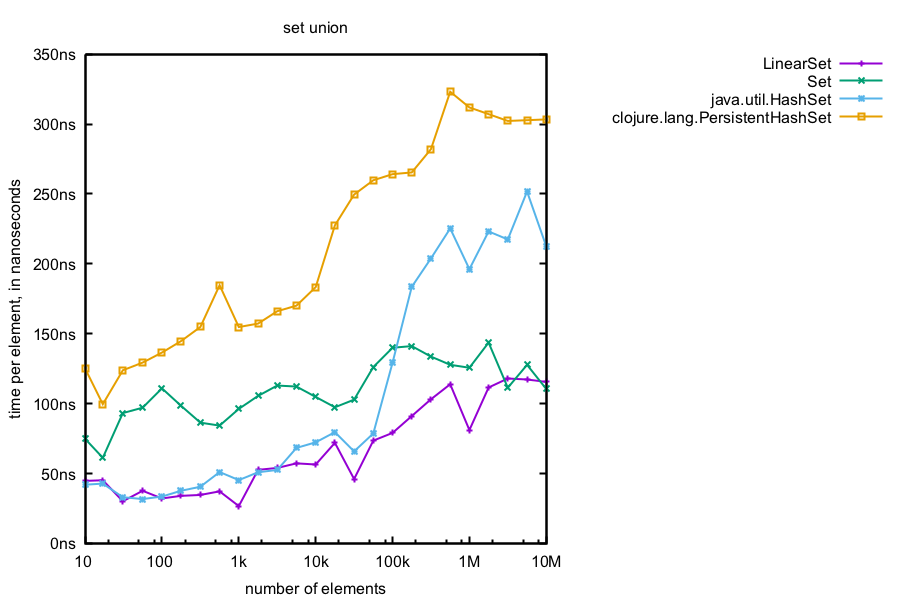 set union
350ns
300ns
250ns
200ns
150ns
100ns
50ns
0ns
time per element, in nanoseconds
10
100
1k
10k
100k
1M
10M
number of elements
LinearSet
Set
java.util.HashSet
clojure.lang.PersistentHashSet